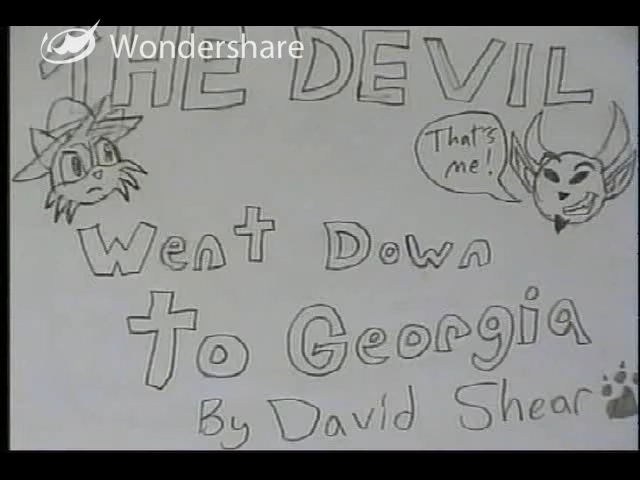 Wondershare
THE DEVIL
That's
me!
Went Down
To Georgia
By David Shear